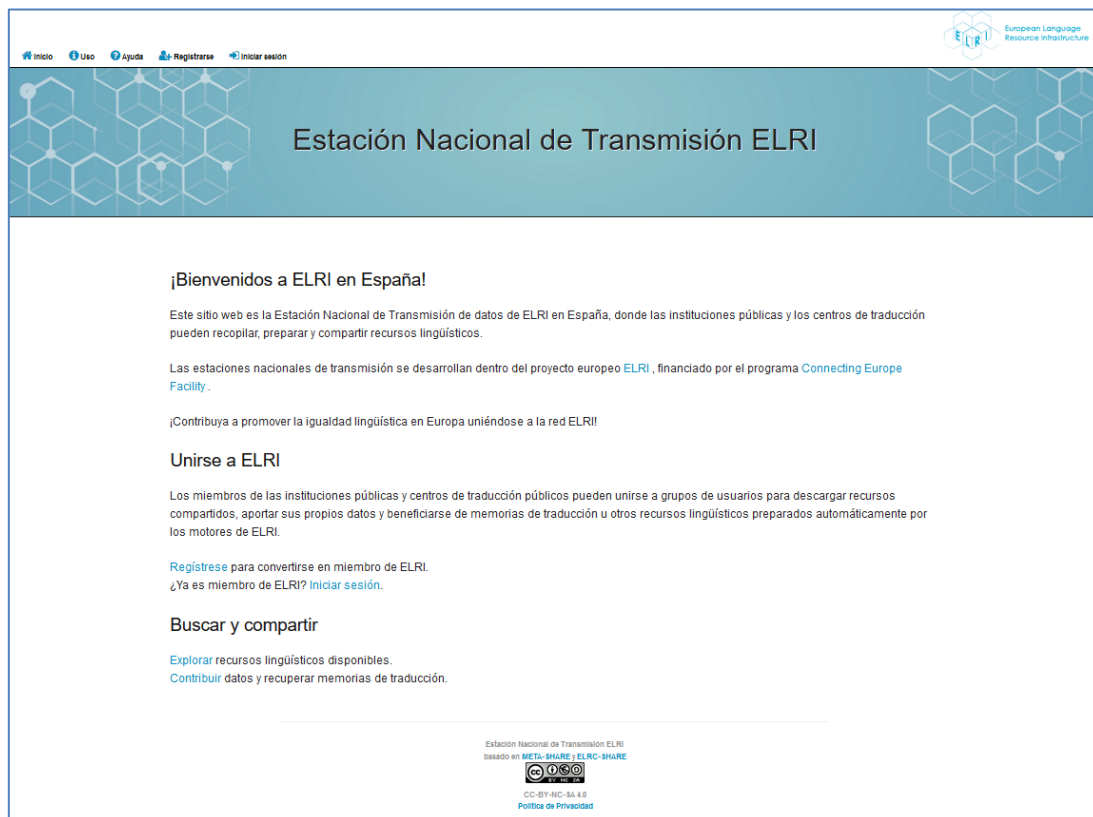 Inicio Uso Ayuda Registrarse Iniciar sesión
ELRI European Language
Resource Infrastructure
Estación Nacional de Transmisión ELRI
¡Bienvenidos a ELRI en España!
Este sitio web es la Estación Nacional de Transmisión de datos de ELRI en España, donde las instituciones públicas y los centros de traducción
pueden recopilar, preparar y compartir recursos lingüísticos.
Las estaciones nacionales de transmisión se desarrollan dentro del proyecto europeo ELRI , financiado por el programa Connecting Europe
Facility .
¡Contribuya a promover la igualdad lingüística en Europa uniéndose a la red ELRI!
Unirse a ELRI
Los miembros de las instituciones públicas y centros de traducción públicos pueden unirse a grupos de usuarios para descargar recursos
compartidos, aportar sus propios datos y beneficiarse de memorias de traducción u otros recursos lingüísticos preparados automáticamente por
los motores de ELRI.
Regístrese para convertirse en miembro de ELRI.
¿Ya es miembro de ELRI? Iniciar sesión.
Buscar y compartir
Explorar recursos lingüísticos disponibles.
Contribuir datos y recuperar memorias de traducción.
Estación Nacional de Transmisión ELRI
basado en META-SHARE y ELRC-SHARE
cc BY NC SA
CC-BY-NC-SA 4.0
Política de Privacidad